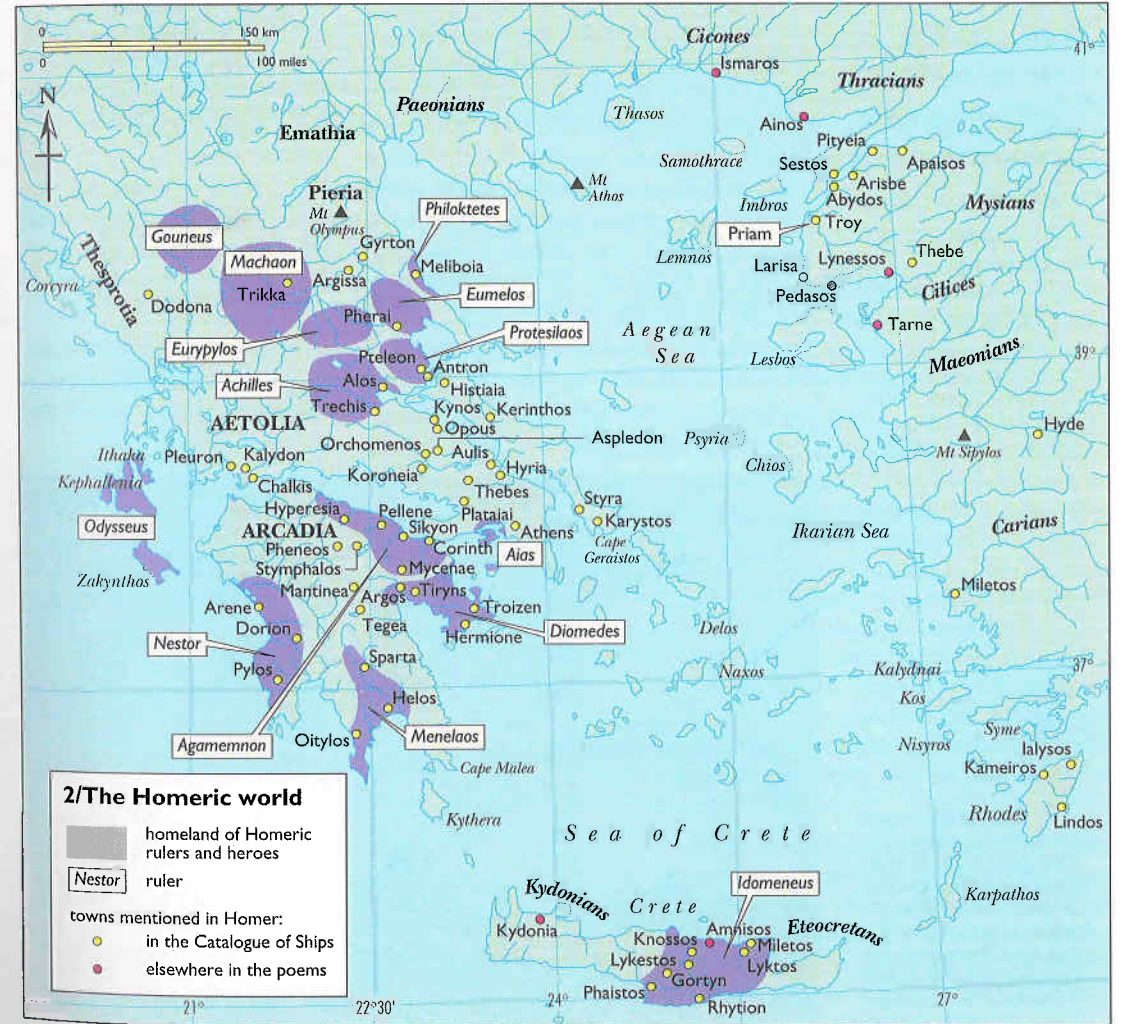 0 150 km
0 100 miles
N
Cicones
Ismaros
41°
Thracians
Paeonians
Thasos
Emathia
Ainos
Pityeia
Samothrace
Sestos
Apaisos
Mt
Athos
Arisbe
Pieria
Abydos
Imbros
Mysians
Mt
Olympus
Philoktetes
Troy
Priam
Gouneus
Gyrton
Thesprotia
Machaon
Lemnos
Lynessos
Thebe
Argissa
Meliboia
Larisa
Corcyra
Trikka
Eumelos
Pedasos
Cilices
Dodona
Pherai
Tarne
Aegean
Sea
Protesilaos
Eurypylos
Pteleon
Lesbos
Maeonians
39°
Antron
Achilles
Alos
Histiaia
Trechis
Kynos
Kerinthos
AETOLIA
Opous
Hyde
Orchomenos
Aspledon
Psyria
Mt Sipylos
Ithaka
Pleuron
Kalydon
Aulis
Chios
Koroneia
Hyria
Kephallenia
Chalkis
Thebes
Styra
Hyperesia
Pellene
Plataiai
Odysseus
ARCADIA
Sikyon
Athens
Karystos
Ikarian Sea
Carians
Pheneos
Corinth
Aias
Cape
Geraistos
Stymphalos
Mycenae
Zakynthos
Mantinea
Tiryns
Miletos
Arene
Argos
Troizen
Dorion
Tegea
Hermione
Diomedes
Delos
Nestor
Sparta
37°
Pylos
Naxos
Kalydnai
Helos
Kos
Agamemnon
Oitylos
Menelaos
Syme
Nisyros
Ialysos
Cape Malea
Kameiros
2/The Homeric world
homeland of Homeric
rulers and heroes
Nestor ruler
towns mentioned in Homer:
in the Catalogue of Ships
elsewhere in the poems
Kythera
Rhodes
Lindos
Sea of Crete
Idomeneus
Kydonians
Crete
Karpathos
Kydonia
Amnisos
Eteocretans
Knossos
Miletos
Lykestos
Lyktos
Gortyn
Phaistos
Rhytion
21°
22°30'
24°
27°